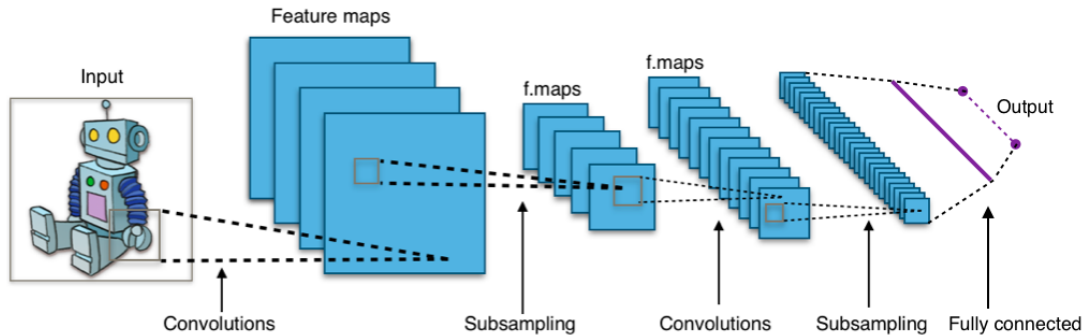 Feature maps
Input
f.maps
f.maps
Output
Convolutions
Subsampling
Convolutions
Subsampling
Fully connected